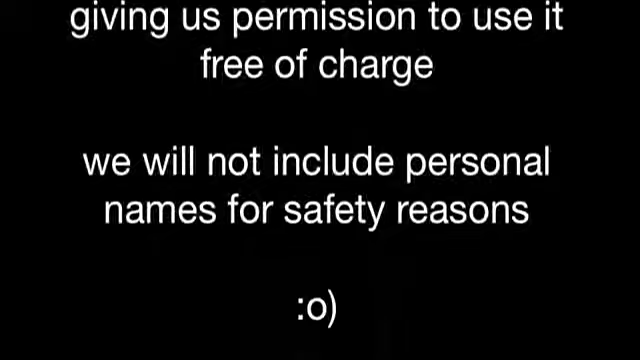 giving us permission to use it
free of charge
we will not include personal
names for safety reasons
:o)